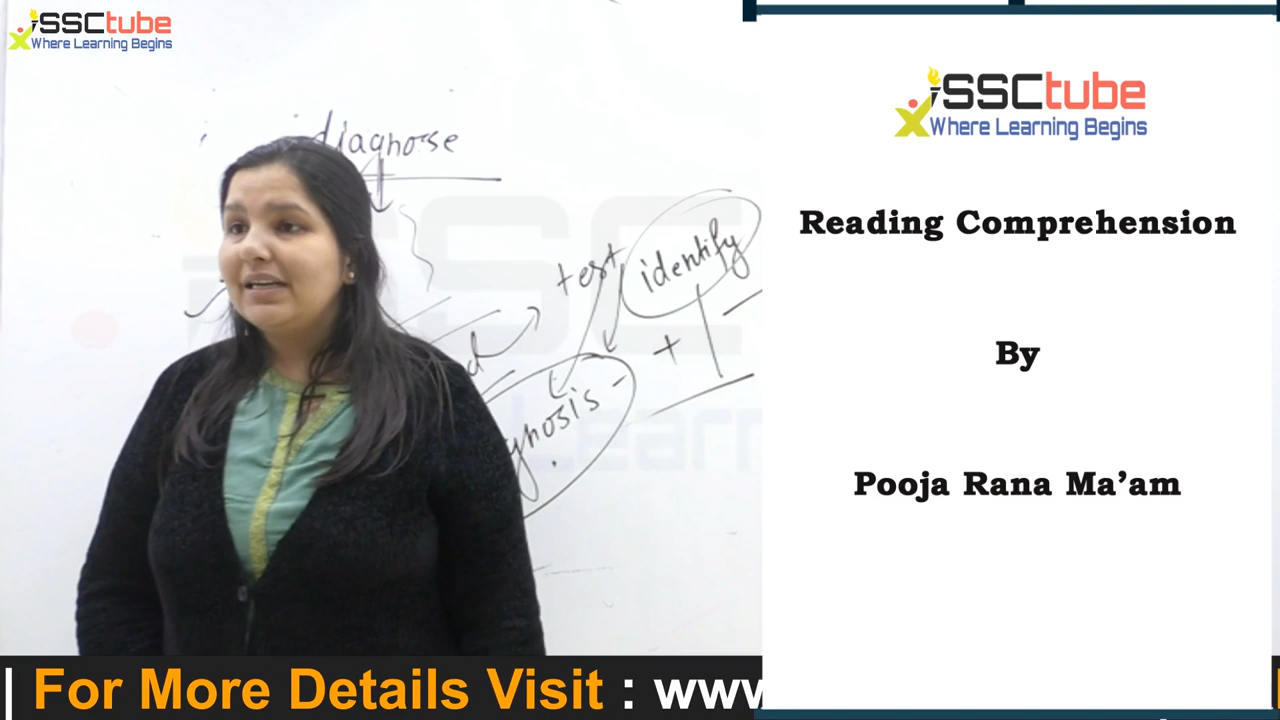 SSCtube
Where Learning Begins
diagnose
test
identify
+
SSCtube
Where Learning Begins
Reading Comprehension
By
Pooja Rana Ma’am
For More Details Visit : www